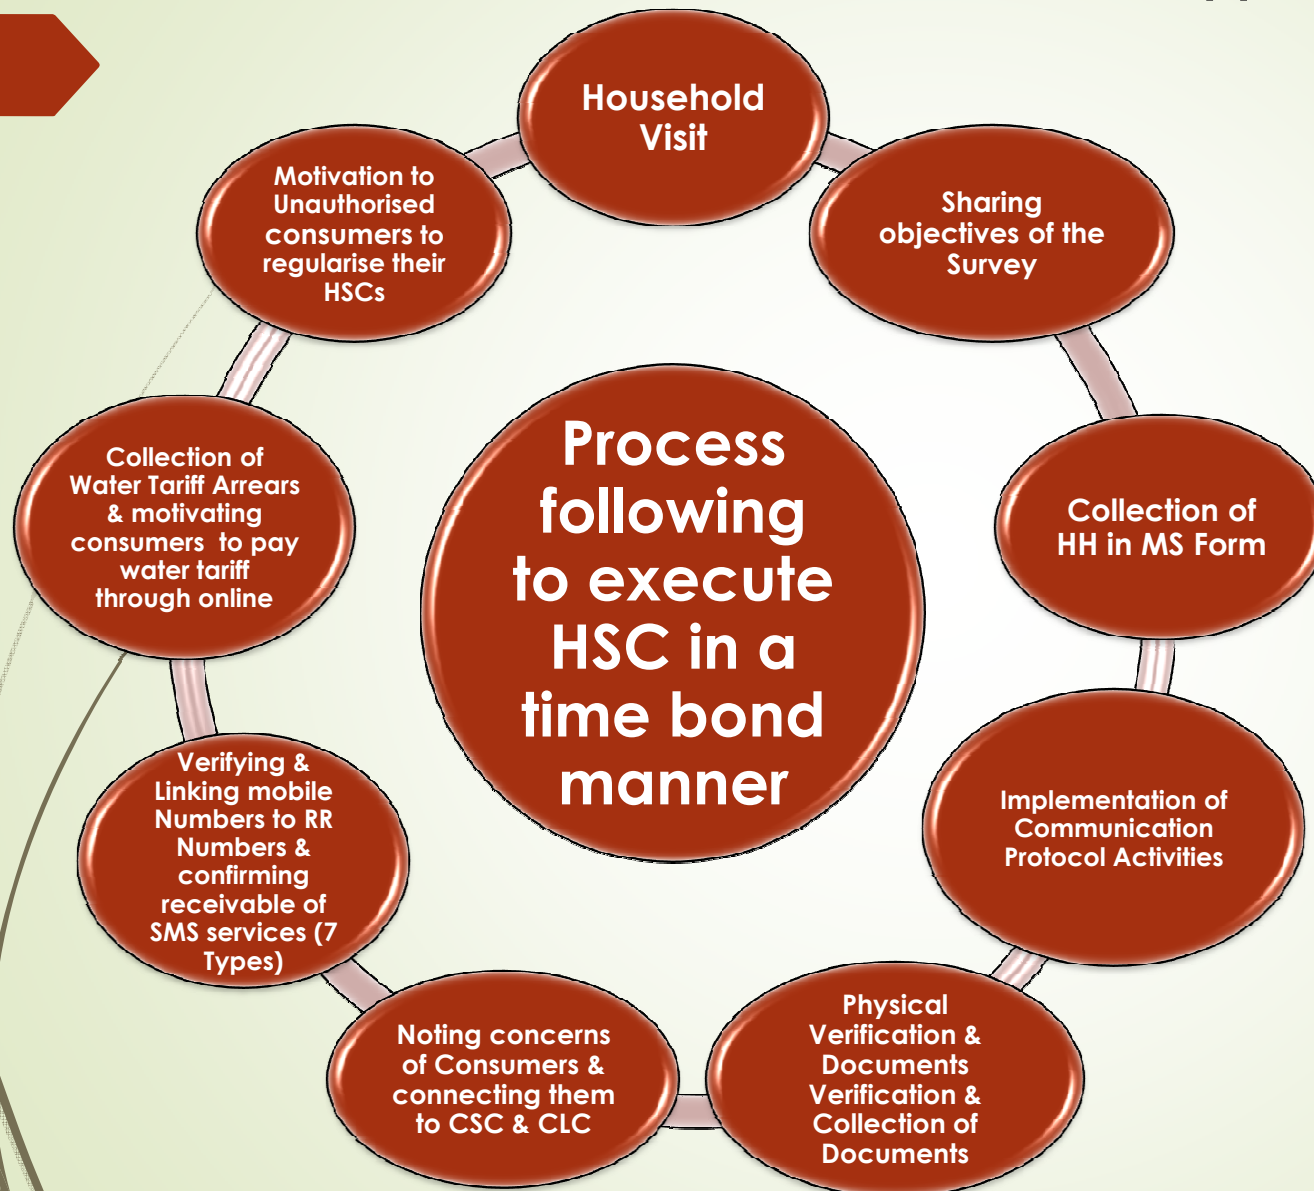 Household
Visit
Sharing
objectives of the
Survey
Collection of
HH in MS Form
Implementation of
Communication
Protocol Activities
Physical
Verification &
Documents
Verification &
Collection of
Documents
Noting concerns
of Consumers &
connecting them
to CSC & CLC
Verifying &
Linking mobile
Numbers to RR
Numbers &
confirming
receivable of
SMS services (7
Types)
Collection of
Water Tariff Arrears
& motivating
consumers to pay
water tariff
through online
Motivation to
Unauthorised
consumers to
regularise their
HSCs
Process
following
to execute
HSC in a
time bond
manner